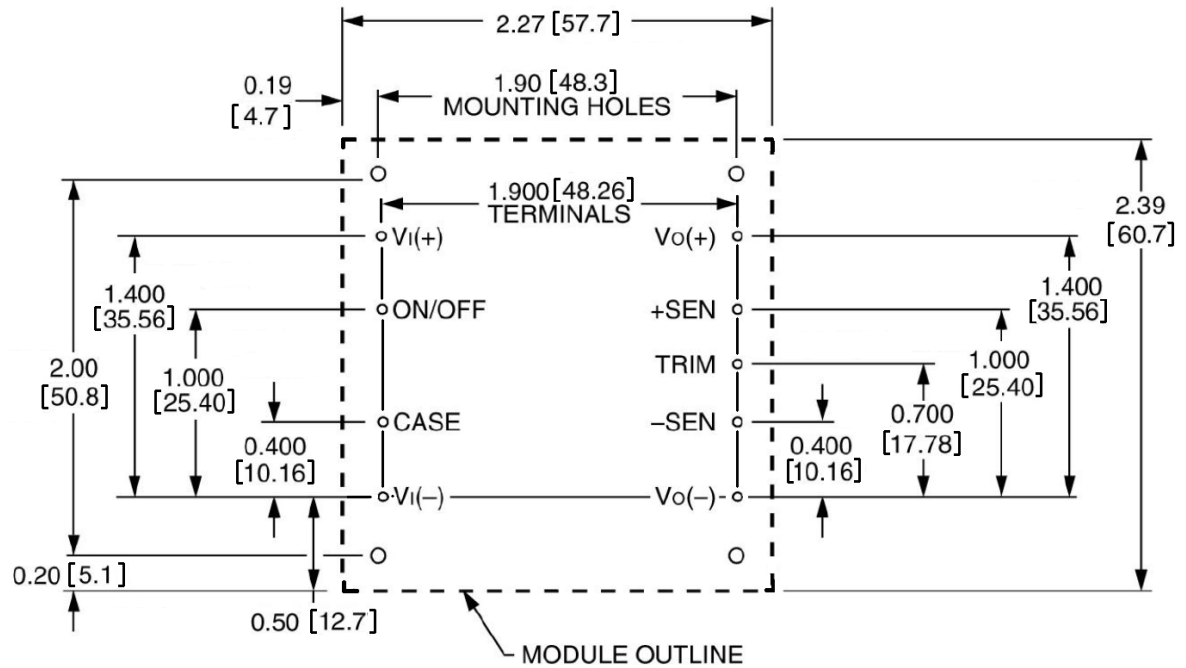 2.27 [57.7]
0.19
[4.7]
1.90 [48.3]
MOUNTING HOLES
1.900 [48.26]
TERMINALS
2.39
[60.7]
VI(+)
VO(+)
1.400
[35.56]
1.400
[35.56]
ON/OFF
+SEN
2.00
[50.8]
1.000
[25.40]
TRIM
1.000
[25.40]
CASE
–SEN
0.700
[17.78]
0.400
[10.16]
0.400
[10.16]
VI(–)
VO(–)
0.20 [5.1]
0.50 [12.7]
MODULE OUTLINE